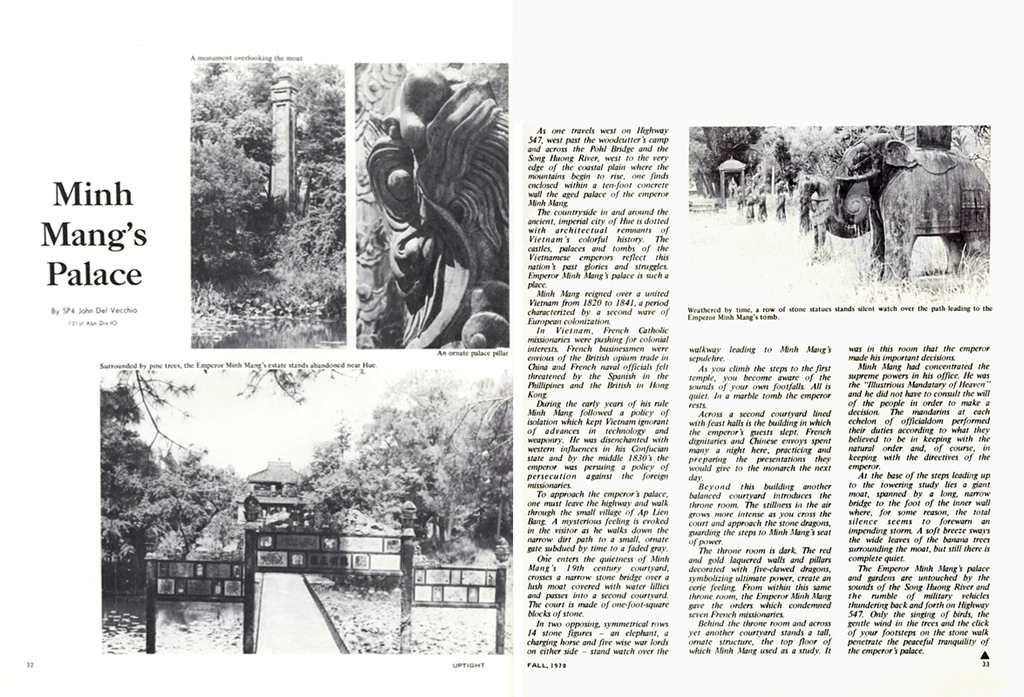 A monument overlooking the moat
Minh
Mang's
Palace
By SP4 John Del Vecchio
101st Abn Div IO
An ornate palace pillar
Surrounded by pine trees, the Emperor Minh Mang's estate stands abandoned near Hue.
32
UPTIGHT
As one travels west on Highway
547, west past the woodcutter's camp
and across the Pohl Bridge and the
Song Huong River, west to the very
edge of the coastal plain where the
mountains begin to rise, one finds
enclosed within a ten-foot concrete
wall the aged palace of the emperor
Minh Mang.
The countryside in and around the
ancient, imperial city of Hue is dotted
with architectural remnants of
Vietnam's colorful history. The
castles, palaces and tombs of the
Vietnamese emperors reflect this
nation's past glories and struggles.
Emperor Minh Mang's palace is such a
place.
Minh Mang reigned over a united
Vietnam from 1820 to 1841, a period
characterized by a second wave of
European colonization.
In Vietnam, French Catholic
missionaries were pushing for colonial
interests. French businessmen were
envious of the British opium trade in
China and French naval officials felt
threatened by the Spanish in the
Phillipines and the British in Hong
Kong.
During the early years of his rule
Minh Mang followed a policy of
isolation which kept Vietnam ignorant
of advances in technology and
weaponry. He was disenchanted with
western influences in his Confucian
state and by the middle 1830's the
emperor was persuing a policy of
persecution against the foreign
missionaries.
To approach the emperor's palace,
one must leave the highway and walk
through the small village of Ap Lien
Bang. A mysterious feeling is evoked
in the visitor as he walks down the
narrow dirt path to a small, ornate
gate subdued by time to a faded gray.
One enters the quietness of Minh
Mang's 19th century courtyard,
crosses a narrow stone bridge over a
lush moat covered with water lillies
and passes into a second courtyard.
The court is made of one-foot-square
blocks of stone.
In two opposing, symmetrical rows
14 stone figures – an elephant, a
charging horse and five wise war lords
on either side – stand watch over the
Weathered by time, a row of stone statues stands silent watch over the path leading to the
Emperor Minh Mang's tomb.
walkway leading to Minh Mang's
sepulchre.
As you climb the steps to the first
temple, you become aware of the
sounds of your own footfalls. All is
quiet. In a marble tomb the emperor
rests.
Across a second courtyard lined
with feast halls is the building in which
the emperor's guests slept. French
dignitaries and Chinese envoys spent
many a night here, practicing and
preparing the presentations they
would give to the monarch the next
day.
Beyond this building another
balanced courtyard introduces the
throne room. The stillness in the air
grows more intense as you cross the
court and approach the stone dragons,
guarding the steps to Minh Mang's seat
of power.
The throne room is dark. The red
and gold laquered walls and pillars
decorated with five-clawed dragons,
symbolizing ultimate power, create an
eerie feeling. From within this same
throne room, the Emperor Minh Mang
gave the orders which condemned
seven French missionaries.
Behind the throne room and across
yet another courtyard stands a tall,
ornate structure, the top floor of
which Minh Mang used as a study. It
was in this room that the emperor
made his important decisions.
Minh Mang had concentrated the
supreme powers in his office. He was
the "Illustrious Mandatary of Heaven"
and he did not have to consult the will
of the people in order to make a
decision. The mandarins at each
echelon of officialdom performed
their duties according to what they
believed to be in keeping with the
natural order and, of course, in
keeping with the directives of the
emperor.
At the base of the steps leading up
to the towering study lies a giant
moat, spanned by a long, narrow
bridge to the foot of the inner wall
where, for some reason, the total
silence seems to forewarn an
impending storm. A soft breeze sways
the wide leaves of the banana trees
surrounding the moat, but still there is
complete quiet.
The Emperor Minh Mang's palace
and gardens are untouched by the
sounds of the Song Huong River and
the rumble of military vehicles
thundering back and forth on Highway
547. Only the singing of birds, the
gentle wind in the trees and the click
of your footsteps on the stone walk
penetrate the peaceful tranquility of
the emperor's palace.
FALL, 1970
33